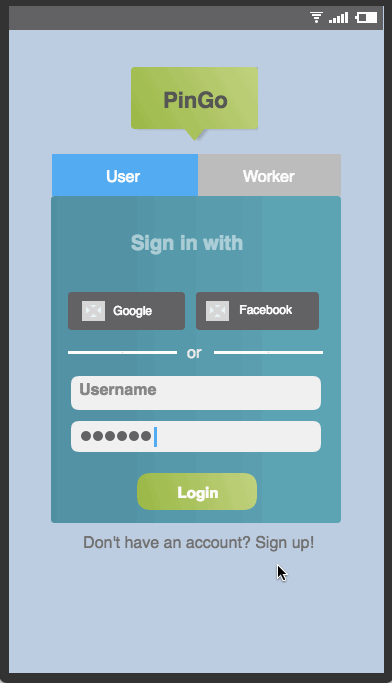 PinGo
User
Worker
Sign in with
Google
Facebook
or
Username
●●●●●●
Login
Don't have an account? Sign up!